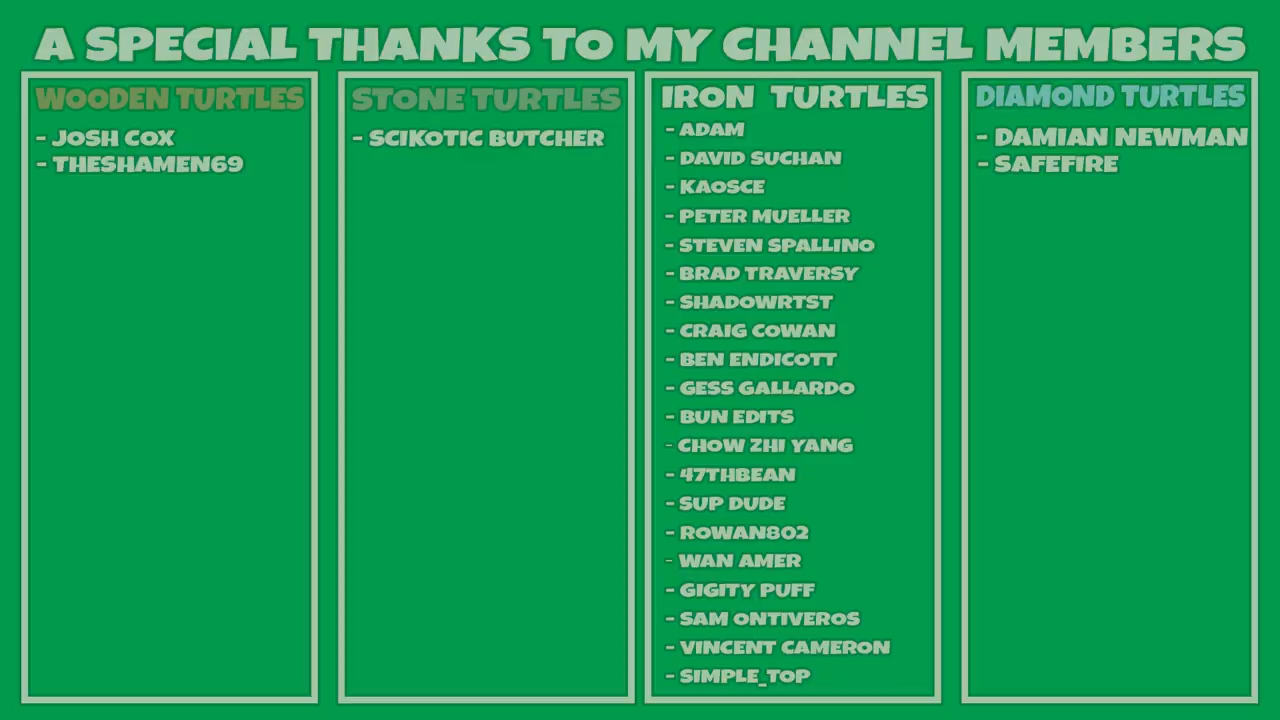 A SPECIAL THANKS TO MY CHANNEL MEMBERS
WOODEN TURTLES
- JOSH COX
- THESHAMEN69
STONE TURTLES
- SCIKOTIC BUTCHER
IRON TURTLES
- ADAM
- DAVID SUCHAN
- KAOSCE
- PETER MUELLER
- STEVEN SPALLINO
- BRAD TRAVERSY
- SHADOWRTST
- CRAIG COWAN
- BEN ENDICOTT
- GESS GALLARDO
- BUN EDITS
- CHOW ZHI YANG
- 47THBEAN
- SUP DUDE
- ROWAN802
- WAN AMER
- GIGITY PUFF
- SAM ONTIVEROS
- VINCENT CAMERON
- SIMPLE_TOP
DIAMOND TURTLES
- DAMIAN NEWMAN
- SAFEFIRE